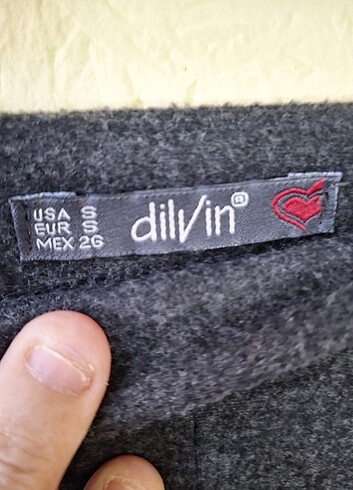 USA S
EUR S
MEX 26
dilvin®